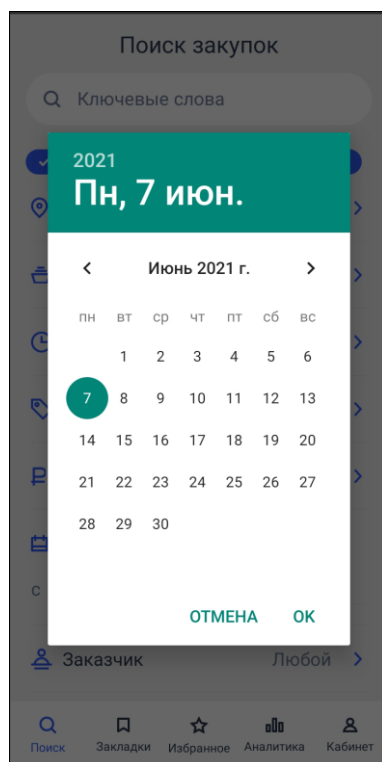 Поиск закупок
Ключевые слова
2021
Пн, 7 июн.
Июнь 2021 г.
пн вт ср чт пт сб вс
1 2 3 4 5 6
7 8 9 10 11 12 13
14 15 16 17 18 19 20
21 22 23 24 25 26 27
28 29 30
С
ОТМЕНА OK
Заказчик Любой
Поиск Закладки Избранное Аналитика Кабинет